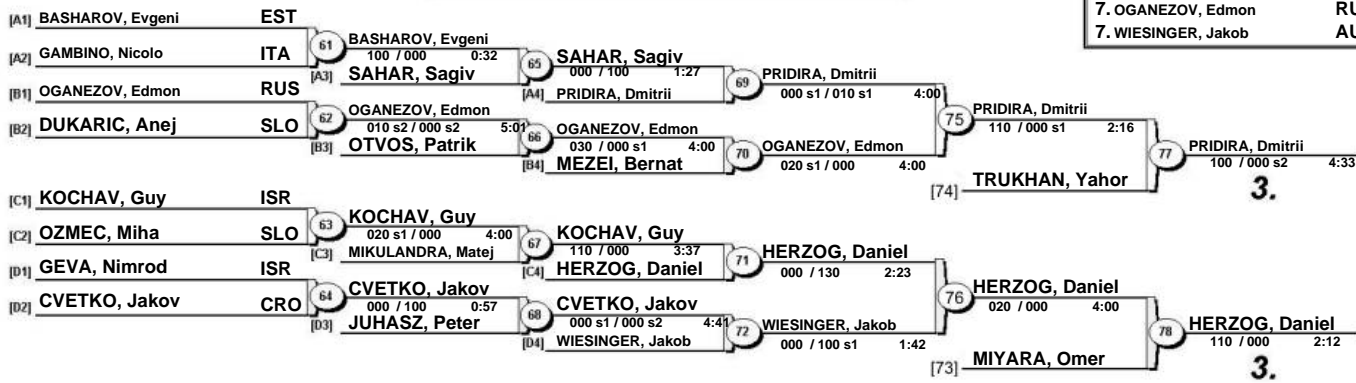 7. OGANEZOV, Edmon RU
7. WIESINGER, Jakob AU
[A1] BASHAROV, Evgeni EST
[A2] GAMBINO, Nicolo ITA
61 BASHAROV, Evgeni
100 / 000 0:32
[A3] SAHAR, Sagiv
65 SAHAR, Sagiv
000 / 100 1:27
[A4] PRIDIRA, Dmitrii
69 PRIDIRA, Dmitrii
000 s1 / 010 s1 4:00
[B1] OGANEZOV, Edmon RUS
[B2] DUKARIC, Anej SLO
62 OGANEZOV, Edmon
010 s2 / 000 s2 5:01
[B3] OTVOS, Patrik
66 OGANEZOV, Edmon
030 / 000 s1 4:00
[B4] MEZEI, Bernat
70 OGANEZOV, Edmon
020 s1 / 000 4:00
75 PRIDIRA, Dmitrii
110 / 000 s1 2:16
[74] TRUKHAN, Yahor
77 PRIDIRA, Dmitrii
100 / 000 s2 4:33
3.
[C1] KOCHAV, Guy ISR
[C2] OZMEC, Miha SLO
63 KOCHAV, Guy
020 s1 / 000 4:00
[C3] MIKULANDRA, Matej
67 KOCHAV, Guy
110 / 000 3:37
[C4] HERZOG, Daniel
71 HERZOG, Daniel
000 / 130 2:23
[D1] GEVA, Nimrod ISR
[D2] CVETKO, Jakov CRO
64 CVETKO, Jakov
000 / 100 0:57
[D3] JUHASZ, Peter
68 CVETKO, Jakov
000 s1 / 000 s2 4:41
[D4] WIESINGER, Jakob
72 WIESINGER, Jakob
000 / 100 s1 1:42
76 HERZOG, Daniel
020 / 000 4:00
[73] MIYARA, Omer
78 HERZOG, Daniel
110 / 000 2:12
3.